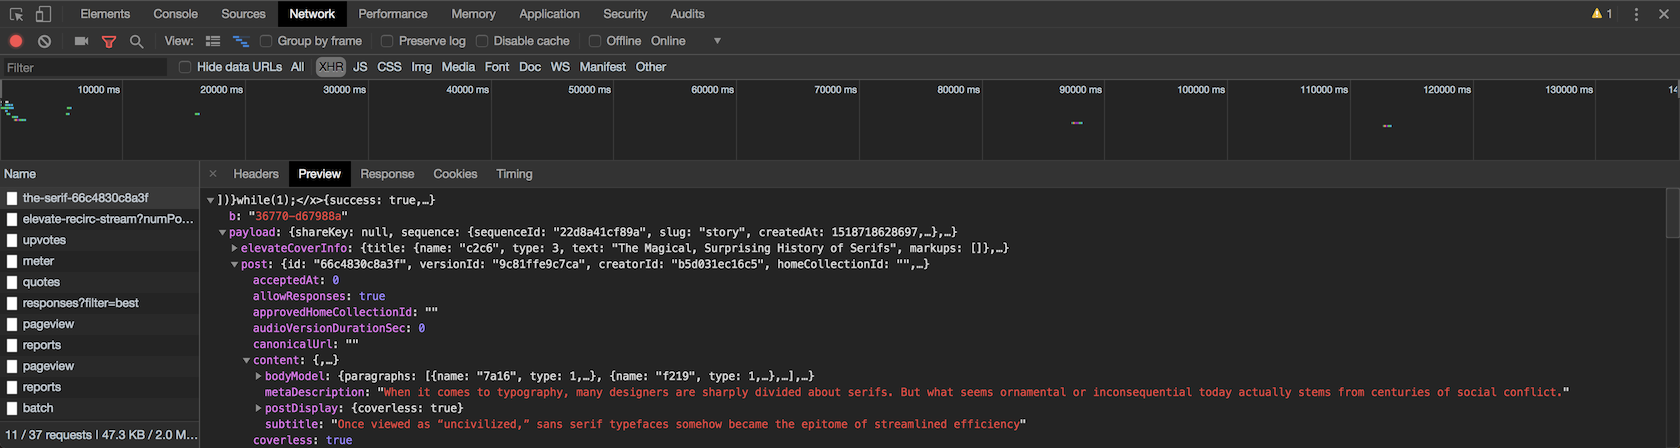 Elements Console Sources Network Performance Memory Application Security Audits 1
View: Group by frame Preserve log Disable cache Offline Online
Filter Hide data URLs All XHR JS CSS Img Media Font Doc WS Manifest Other
10000 ms 20000 ms 30000 ms 40000 ms 50000 ms 60000 ms 70000 ms 80000 ms 90000 ms 100000 ms 110000 ms 120000 ms 130000 ms 14
Name
the-serif-66c4830c8a3f
elevate-recirc-stream?numPo...
upvotes
meter
quotes
responses?filter=best
pageview
reports
pageview
reports
batch
11 / 37 requests | 47.3 KB / 2.0 M...
× Headers Preview Response Cookies Timing
])}while(1);</x>{success: true,…}
b: "36770-d67988a"
payload: {shareKey: null, sequence: {sequenceId: "22d8a41cf89a", slug: "story", createdAt: 1518718628697,…},…}
elevateCoverInfo: {title: {name: "c2c6", type: 3, text: "The Magical, Surprising History of Serifs", markups: []},…}
post: {id: "66c4830c8a3f", versionId: "9c81ffe9c7ca", creatorId: "b5d031ec16c5", homeCollectionId: "",…}
acceptedAt: 0
allowResponses: true
approvedHomeCollectionId: ""
audioVersionDurationSec: 0
canonicalUrl: ""
content: {,…}
bodyModel: {paragraphs: [{name: "7a16", type: 1,…}, {name: "f219", type: 1,…},…],…}
metaDescription: "When it comes to typography, many designers are sharply divided about serifs. But what seems ornamental or inconsequential today actually stems from centuries of social conflict."
postDisplay: {coverless: true}
subtitle: "Once viewed as “uncivilized,” sans serif typefaces somehow became the epitome of streamlined efficiency"
coverless: true